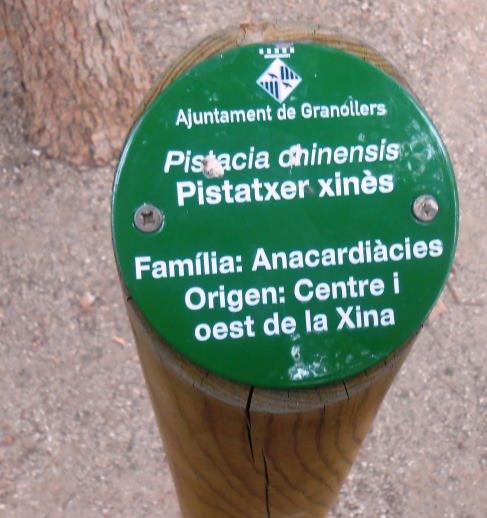 Ajuntament de Granollers
Pistacia chinensis
Pistatxer xinès
Família: Anacardiàcies
Origen: Centre i
oest de la Xina